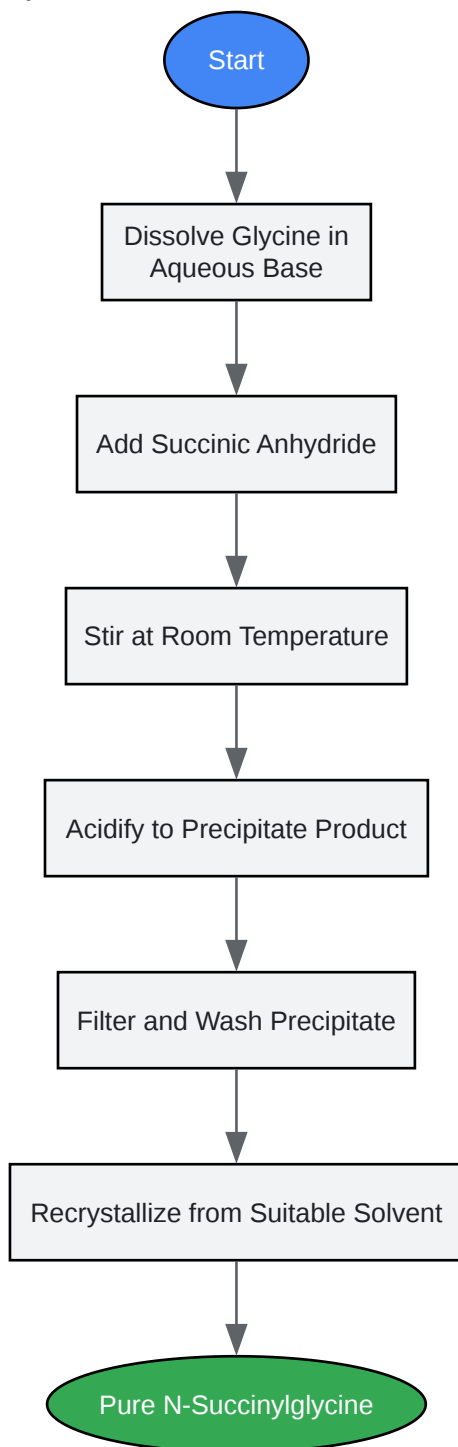 Start
Dissolve Glycine in
Aqueous Base
Add Succinic Anhydride
Stir at Room Temperature
Acidify to Precipitate Product
Filter and Wash Precipitate
Recrystallize from Suitable Solvent
Pure N-Succinylglycine